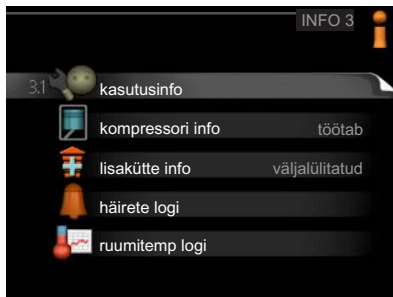 INFO 3
3.1 kasutusinfo
kompressori info töötab
lisakütte info väljalülitatud
häirete logi
ruumitemp logi